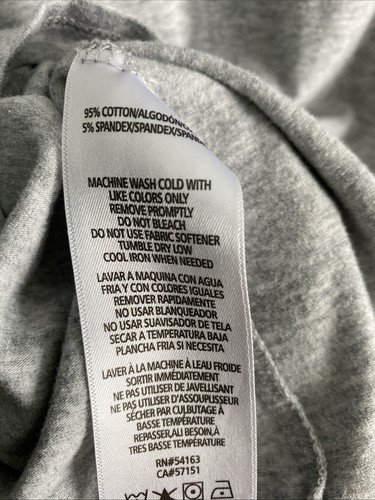 95% COTTON/ALGODÓN/
5% SPANDEX/SPANDEX/SPAN
MACHINE WASH COLD WITH
LIKE COLORS ONLY
REMOVE PROMPTLY
DO NOT BLEACH
DO NOT USE FABRIC SOFTENER
TUMBLE DRY LOW
COOL IRON WHEN NEEDED
LAVAR A MAQUINA CON AGUA
FRIA Y CON COLORES IGUALES
REMOVER RAPIDAMENTE
NO USAR BLANQUEADOR
NO USAR SUAVISADOR DE TELA
SECAR A TEMPERATURA BAJA
PLANCHA FRIA SI NECESITA
LAVER À LA MACHINE À LEAU FROIDE
SORTIR IMMÉDIATEMENT
NE PAS UTILISER DE JAVELLISANT
NE PAS UTILISER D'ASSOUPLISSEUR
SÉCHER PAR CULBUTAGE À
BASSE TEMPÉRATURE
REPASSER,ALI BESOIN,À
TRES BASSE TEMPÉRATURE
RN#54163
CA#57151